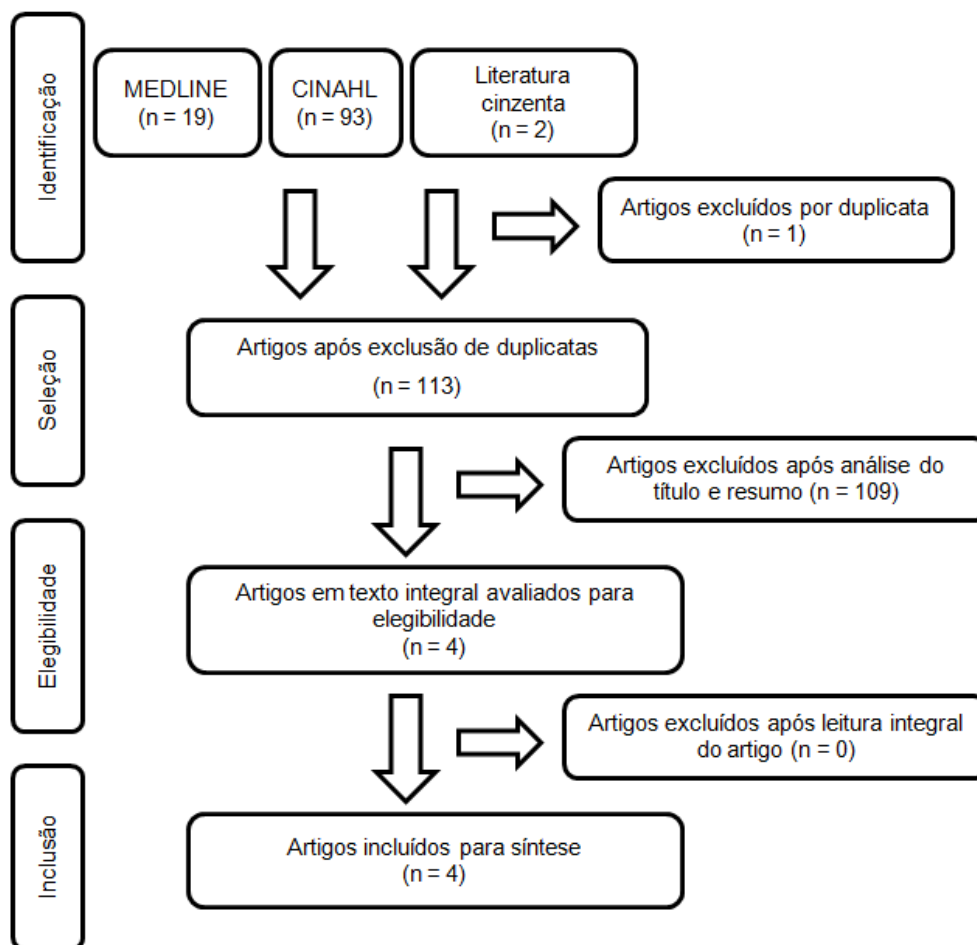 Identificação
MEDLINE
(n = 19)
CINAHL
(n = 93)
Literatura
cinzenta
(n = 2)
Artigos excluídos por duplicata
(n = 1)
Seleção
Artigos após exclusão de duplicatas
(n = 113)
Artigos excluídos após análise do
título e resumo (n = 109)
Elegibilidade
Artigos em texto integral avaliados para
elegibilidade
(n = 4)
Artigos excluídos após leitura integral
do artigo (n = 0)
Inclusão
Artigos incluídos para síntese
(n = 4)